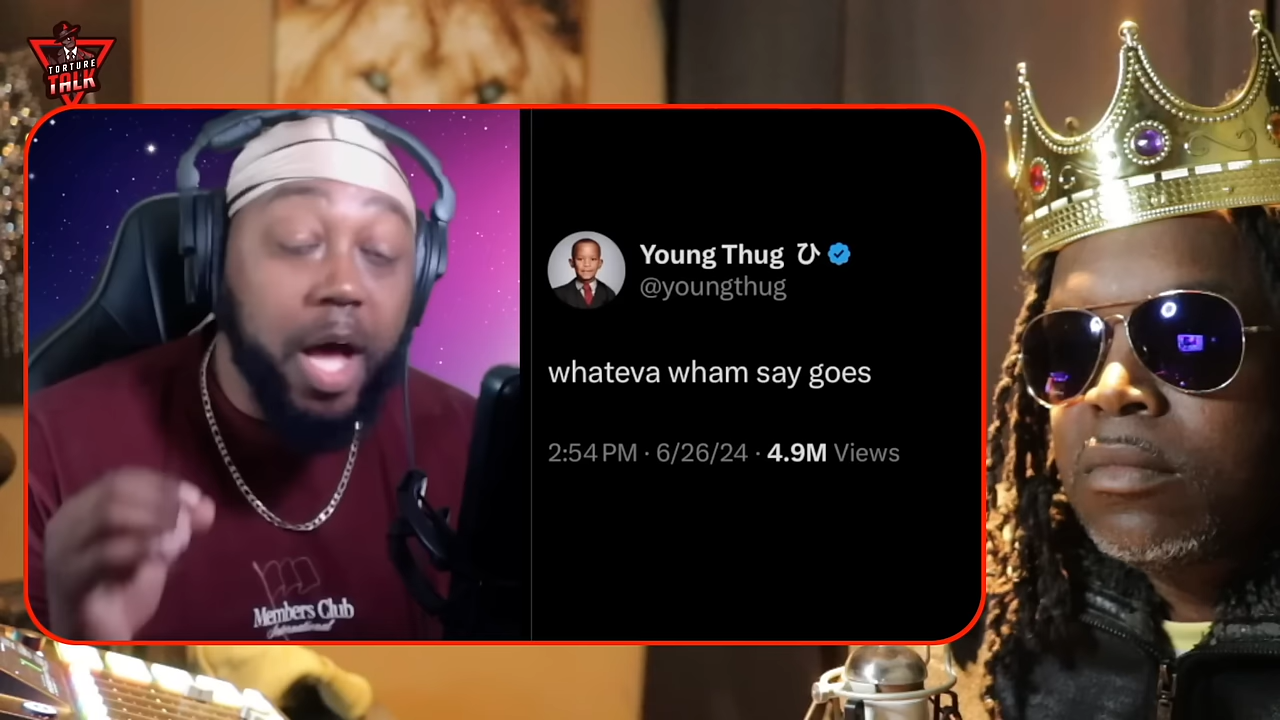 TORTURE
TALK
Young Thug ひ
@youngthug
whateva wham say goes
2:54 PM · 6/26/24 · 4.9M Views
Members Club
International